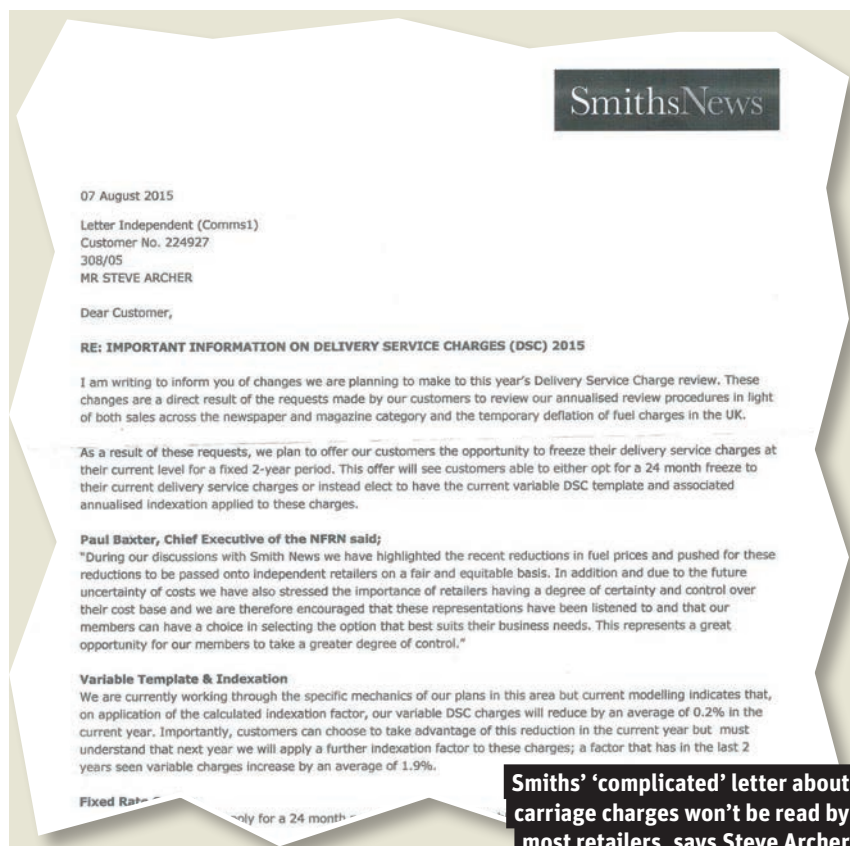 SmithsNews
07 August 2015
Letter Independent (Comms1)
Customer No. 224927
308/05
MR STEVE ARCHER
Dear Customer,
RE: IMPORTANT INFORMATION ON DELIVERY SERVICE CHARGES (DSC) 2015
I am writing to inform you of changes we are planning to make to this year's Delivery Service Charge review. These
changes are a direct result of the requests made by our customers to review our annualised review procedures in light
of both sales across the newspaper and magazine category and the temporary deflation of fuel charges in the UK.
As a result of these requests, we plan to offer our customers the opportunity to freeze their delivery service charges at
their current level for a fixed 2-year period. This offer will see customers able to either opt for a 24 month freeze to
their current delivery service charges or instead elect to have the current variable DSC template and associated
annualised indexation applied to these charges.
Paul Baxter, Chief Executive of the NFRN said;
"During our discussions with Smith News we have highlighted the recent reductions in fuel prices and pushed for these
reductions to be passed onto independent retailers on a fair and equitable basis. In addition and due to the future
uncertainty of costs we have also stressed the importance of retailers having a degree of certainty and control over
their cost base and we are therefore encouraged that these representations have been listened to and that our
members can have a choice in selecting the option that best suits their business needs. This represents a great
opportunity for our members to take a greater degree of control."
Variable Template & Indexation
We are currently working through the specific mechanics of our plans in this area but current modelling indicates that,
on application of the calculated indexation factor, our variable DSC charges will reduce by an average of 0.2% in the
current year. Importantly, customers can choose to take advantage of this reduction in the current year but must
understand that next year we will apply a further indexation factor to these charges; a factor that has in the last 2
years seen variable charges increase by an average of 1.9%.
Fixed Rate
for a 24 month
Smiths' 'complicated' letter about
carriage charges won't be read by
most retailers, says Steve Archer